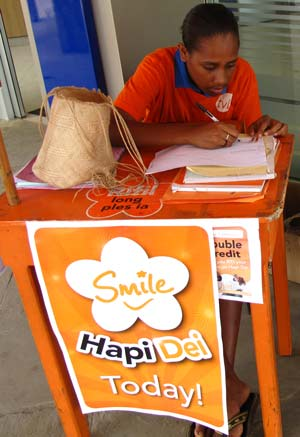 long
ples ia
Smile
Hapi Dei
Today!
ouble
redit